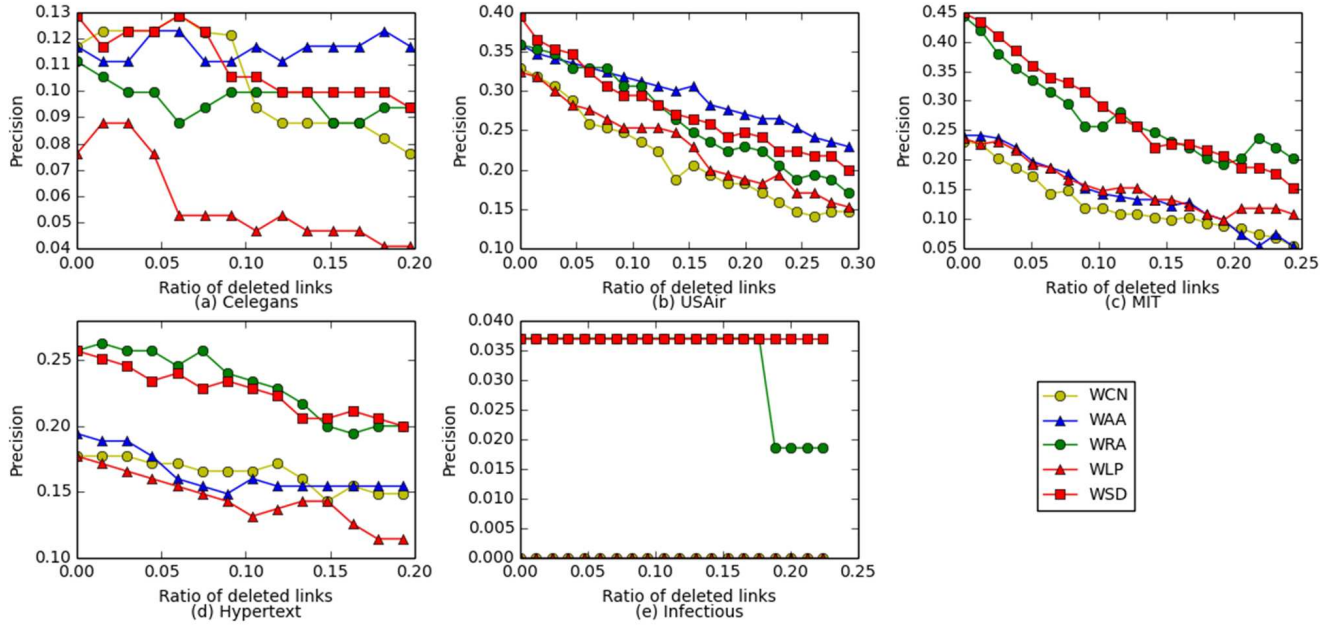 0.13
0.12
0.11
0.10
0.09
0.08
0.07
0.06
0.05
0.04
Precision
0.00 0.05 0.10 0.15 0.20
Ratio of deleted links
(a) Celegans
0.40
0.35
0.30
0.25
0.20
0.15
0.10
Precision
0.00 0.05 0.10 0.15 0.20 0.25 0.30
Ratio of deleted links
(b) USAir
0.45
0.40
0.35
0.30
0.25
0.20
0.15
0.10
0.05
Precision
0.00 0.05 0.10 0.15 0.20 0.25
Ratio of deleted links
(c) MIT
0.25
0.20
0.15
0.10
Precision
0.00 0.05 0.10 0.15 0.20
Ratio of deleted links
(d) Hypertext
0.040
0.035
0.030
0.025
0.020
0.015
0.010
0.005
0.000
Precision
0.00 0.05 0.10 0.15 0.20 0.25
Ratio of deleted links
(e) Infectious
WCN
WAA
WRA
WLP
WSD